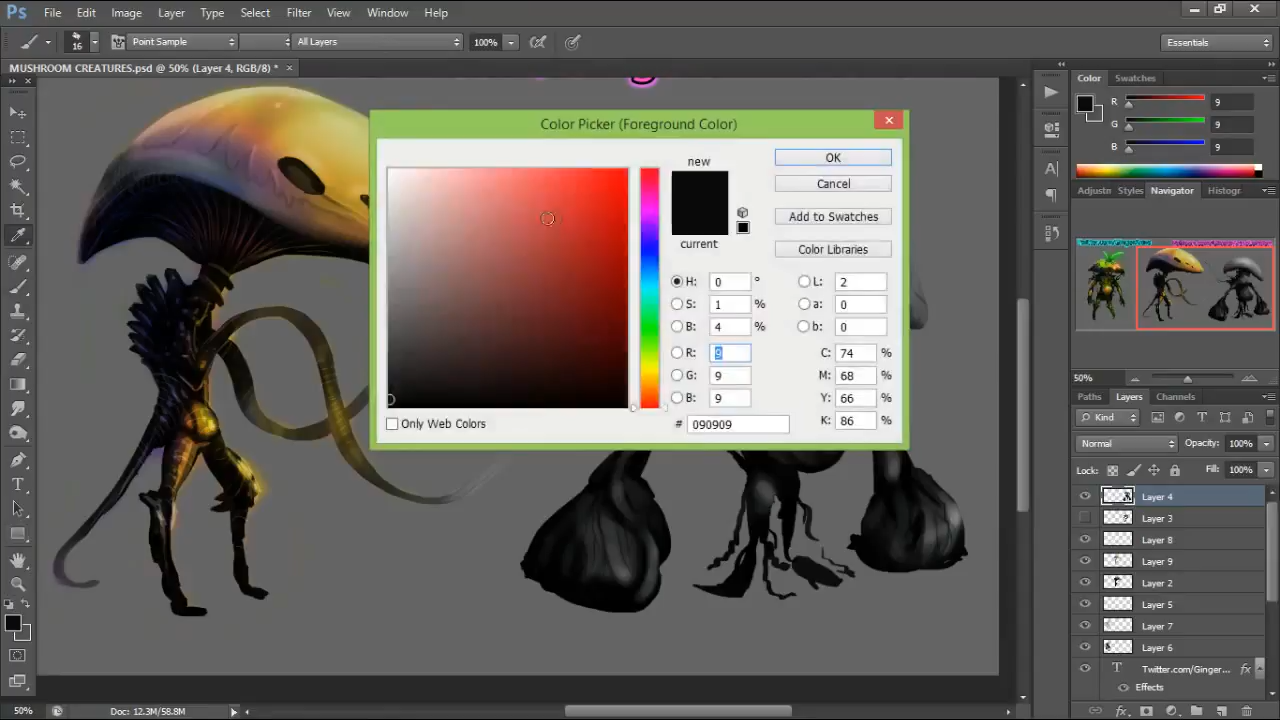 Ps File Edit Image Layer Type Select Filter View Window Help
16 Point Sample All Layers 100% Essentials
MUSHROOM CREATURES.psd @ 50% (Layer 4, RGB/8) *
Color Swatches
R 9
G 9
B 9
Adjustm Styles Navigator Histogr
50%
Paths Layers Channels
Kind
Normal Opacity: 100%
Lock: Fill: 100%
Layer 4
Layer 3
Layer 8
Layer 9
Layer 2
Layer 5
Layer 7
Layer 6
T Twitter.com/Ginger... fx
Effects
Color Picker (Foreground Color)
new
current
OK
Cancel
Add to Swatches
Color Libraries
H: 0 ° L: 2
S: 1 % a: 0
B: 4 % b: 0
R: 9 C: 74 %
G: 9 M: 68 %
B: 9 Y: 66 %
# 090909 K: 86 %
Only Web Colors
50% Doc: 12.3M/58.8M